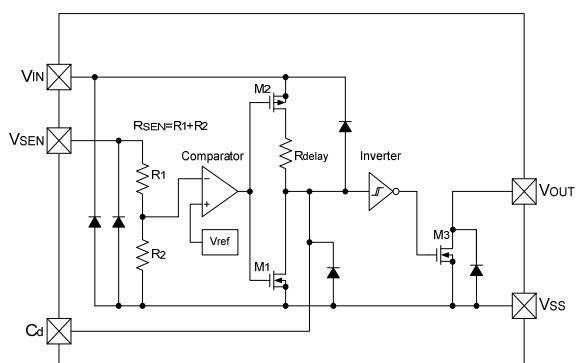 VIN
M2
VSEN
RSEN=R1+R2
Comparator
Rdelay
Inverter
R1
−
+
VOUT
Vref
R2
M1
M3
VSS
Cd